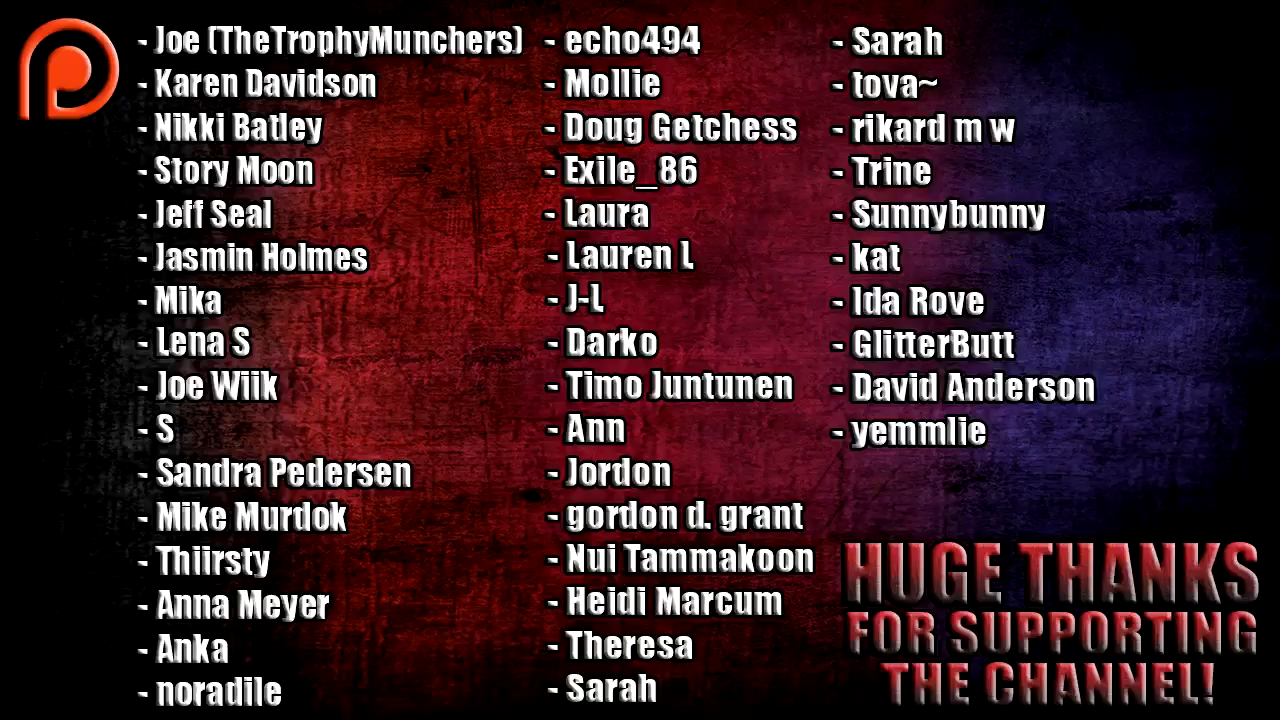 - Joe (TheTrophyMunchers)
- Karen Davidson
- Nikki Batley
- Story Moon
- Jeff Seal
- Jasmin Holmes
- Mika
- Lena S
- Joe Wiik
- S
- Sandra Pedersen
- Mike Murdok
- Thiirsty
- Anna Meyer
- Anka
- noradile
- echo494
- Mollie
- Doug Getchess
- Exile_86
- Laura
- Lauren L
- J-L
- Darko
- Timo Juntunen
- Ann
- Jordon
- gordon d. grant
- Nui Tammakoon
- Heidi Marcum
- Theresa
- Sarah
- Sarah
- tova~
- rikard m w
- Trine
- Sunnybunny
- kat
- Ida Rove
- GlitterButt
- David Anderson
- yemmlie
HUGE THANKS
FOR SUPPORTING
THE CHANNEL!